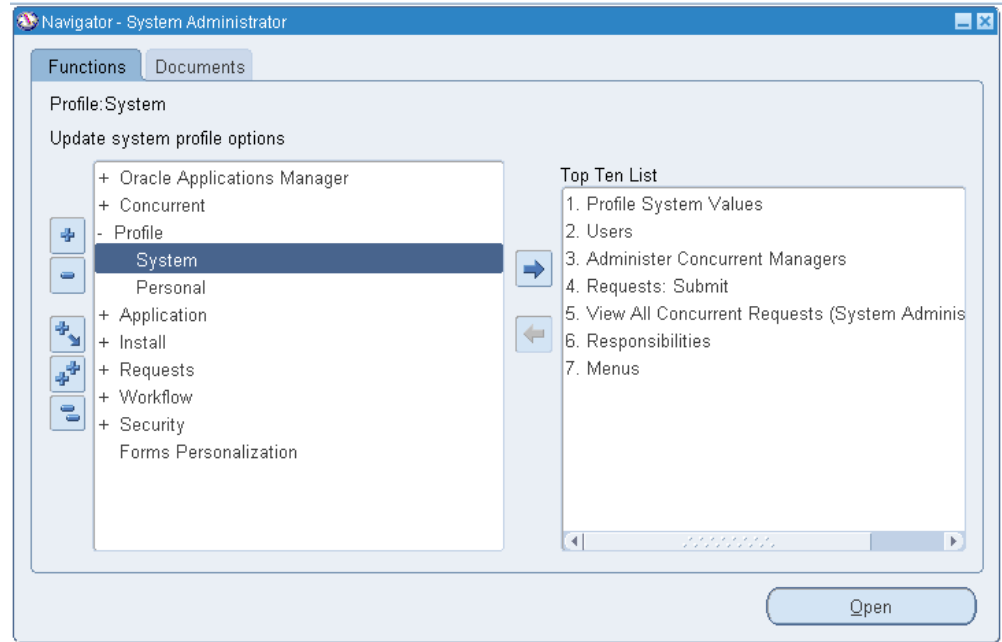 Navigator - System Administrator
Functions
Documents
Profile:System
Update system profile options
+ Oracle Applications Manager
+ Concurrent
- Profile
System
Personal
+ Application
+ Install
+ Requests
+ Workflow
+ Security
Forms Personalization
Top Ten List
1. Profile System Values
2. Users
3. Administer Concurrent Managers
4. Requests: Submit
5. View All Concurrent Requests (System Adminis
6. Responsibilities
7. Menus
Open